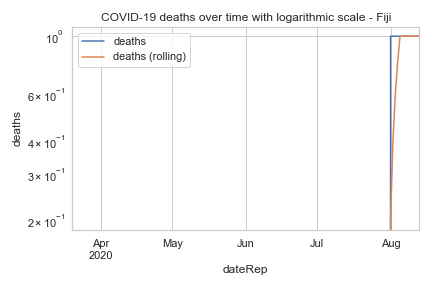 COVID-19 deaths over time with logarithmic scale - Fiji
deaths
deaths (rolling)
10⁰
6 × 10⁻¹
4 × 10⁻¹
3 × 10⁻¹
2 × 10⁻¹
deaths
Apr May Jun Jul Aug
2020
dateRep